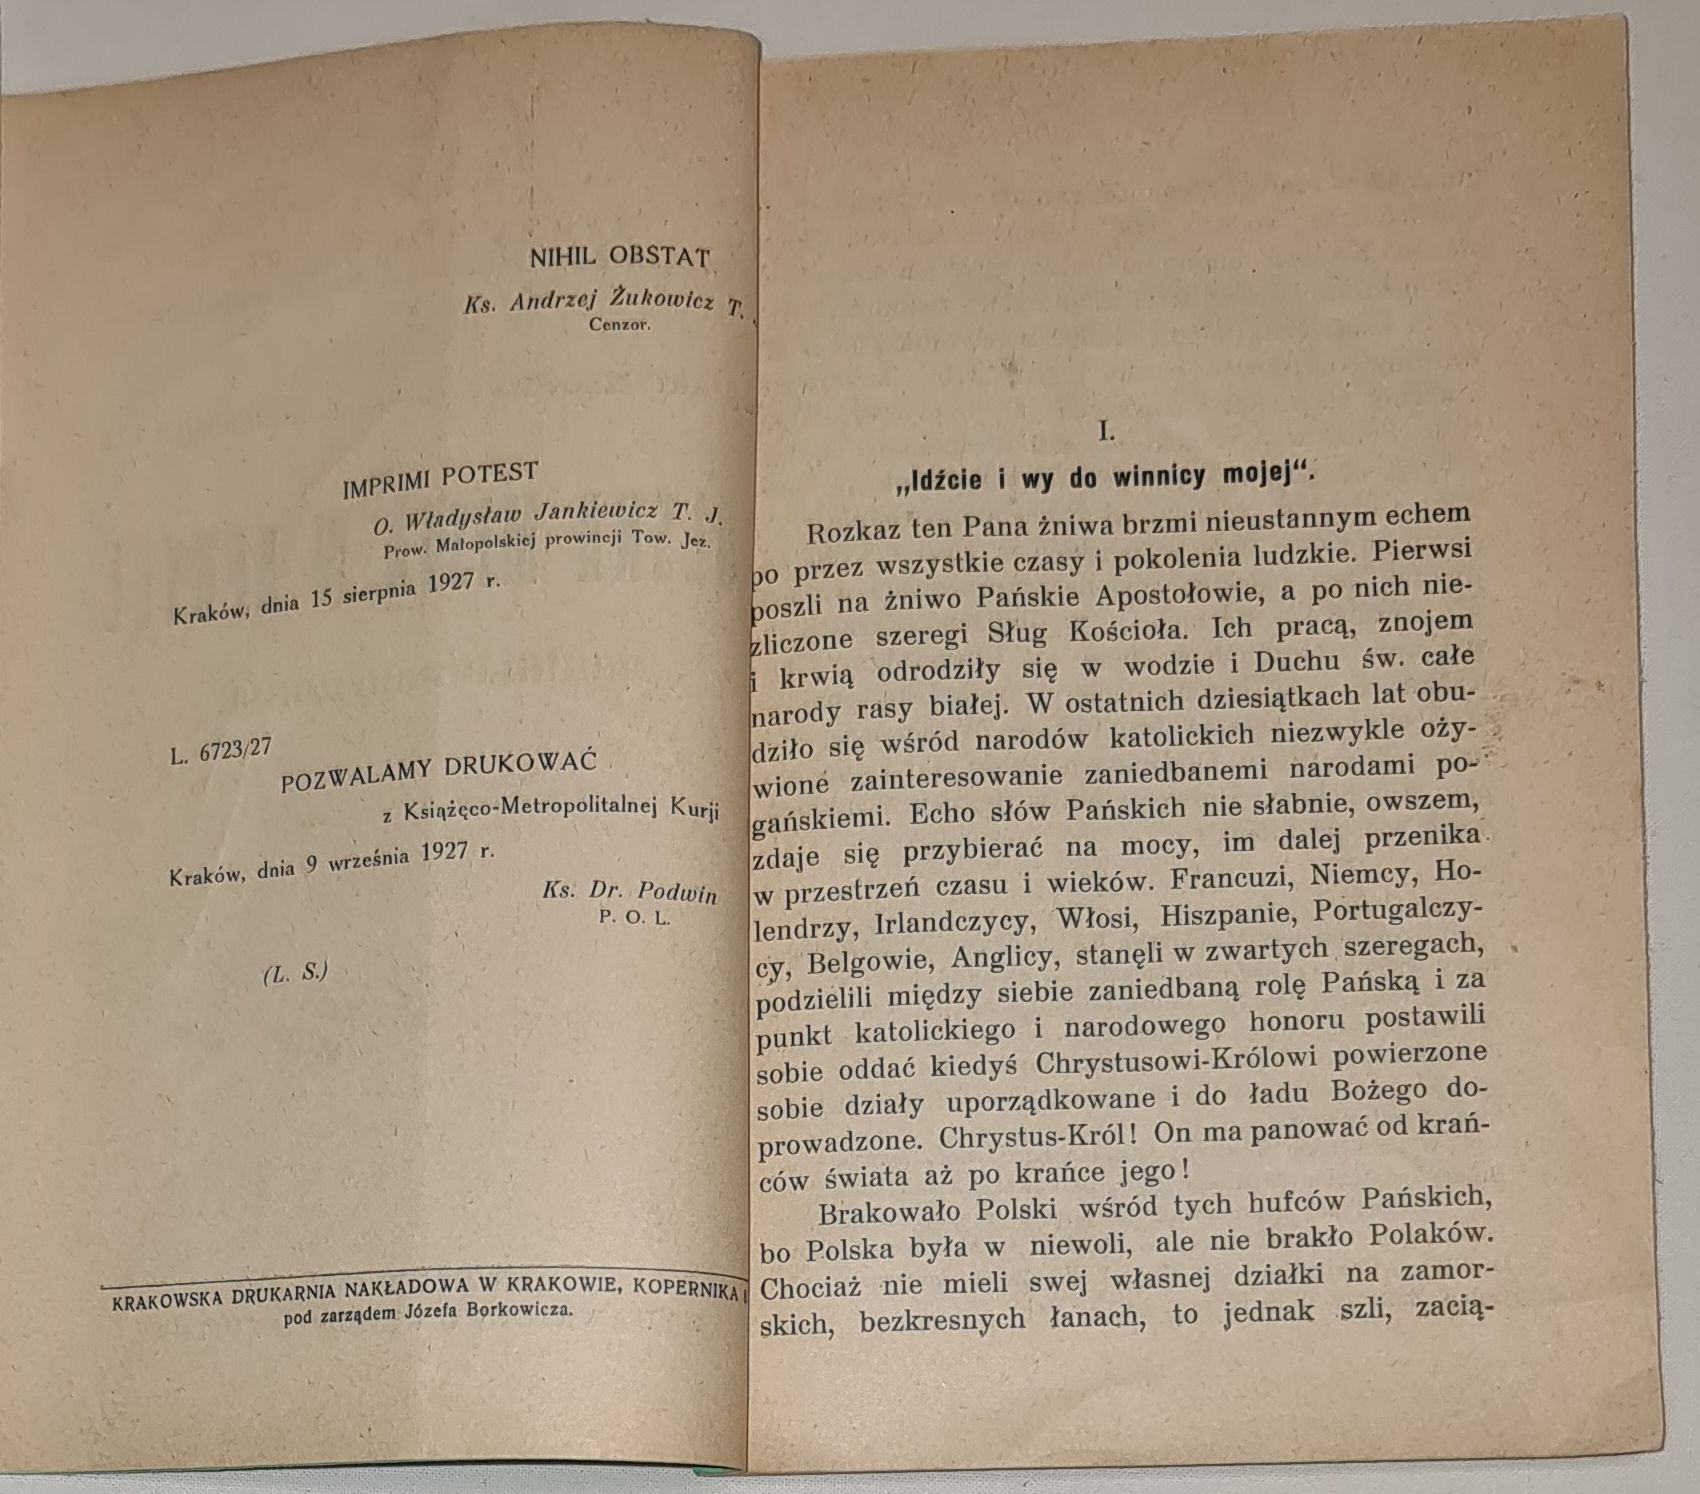 NIHIL OBSTAT
Ks. Andrzej Żukowicz T.
Cenzor.
IMPRIMI POTEST
O. Władysław Jankiewicz T. J.
Prow. Małopolskiej prowincji Tow. Jez.
Kraków, dnia 15 sierpnia 1927 r.
L. 6723/27
POZWALAMY DRUKOWAĆ
z Książęco-Metropolitalnej Kurji
Kraków, dnia 9 września 1927 r.
Ks. Dr. Podwin
P. O. L.
(L. S.)
KRAKOWSKA DRUKARNIA NAKŁADOWA W KRAKOWIE, KOPERNIKA
pod zarządem Józefa Borkowicza.
I.
„Idźcie i wy do winnicy mojej“.
Rozkaz ten Pana żniwa brzmi nieustannym echem
po przez wszystkie czasy i pokolenia ludzkie. Pierwsi
poszli na żniwo Pańskie Apostołowie, a po nich nie-
zliczone szeregi Sług Kościoła. Ich pracą, znojem
i krwią odrodziły się w wodzie i Duchu św. całe
narody rasy białej. W ostatnich dziesiątkach lat obu-
dziło się wśród narodów katolickich niezwykle oży-
wione zainteresowanie zaniedbanemi narodami po-
gańskiemi. Echo słów Pańskich nie słabnie, owszem,
zdaje się przybierać na mocy, im dalej przenika
w przestrzeń czasu i wieków. Francuzi, Niemcy, Ho-
lendrzy, Irlandczycy, Włosi, Hiszpanie, Portugalczy-
cy, Belgowie, Anglicy, stanęli w zwartych szeregach,
podzielili między siebie zaniedbaną rolę Pańską i za
punkt katolickiego i narodowego honoru postawili
sobie oddać kiedyś Chrystusowi-Królowi powierzone
sobie działy uporządkowane i do ładu Bożego do-
prowadzone. Chrystus-Król! On ma panować od krań-
ców świata aż po krańce jego!
Brakowało Polski wśród tych hufców Pańskich,
bo Polska była w niewoli, ale nie brakło Polaków.
Chociaż nie mieli swej własnej działki na zamor-
skich, bezkresnych łanach, to jednak szli, zacią-